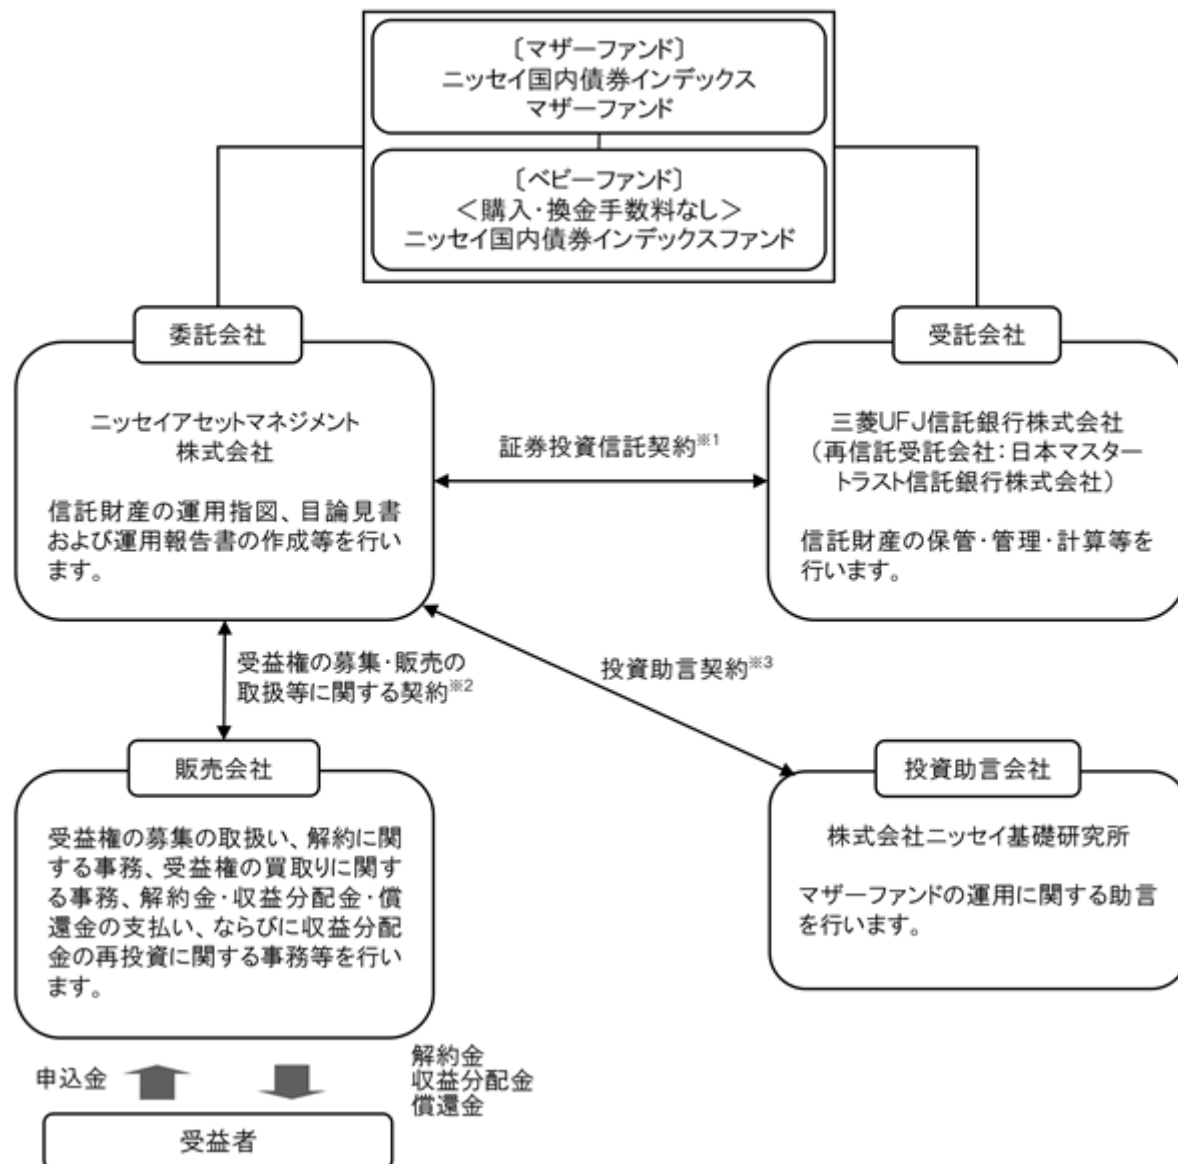 〔マザーファンド〕
ニッセイ国内債券インデックス
マザーファンド
〔ベビーファンド〕
＜購入・換金手数料なし＞
ニッセイ国内債券インデックスファンド
委託会社
ニッセイアセットマネジメント
株式会社
信託財産の運用指図、目論見書
および運用報告書の作成等を行い
ます。
証券投資信託契約※1
受託会社
三菱UFJ信託銀行株式会社
（再信託受託会社：日本マスター
トラスト信託銀行株式会社）
信託財産の保管・管理・計算等を
行います。
受益権の募集・販売の
取扱等に関する契約※2
投資助言契約※3
販売会社
受益権の募集の取扱い、解約に関
する事務、受益権の買取りに関す
る事務、解約金・収益分配金・償
還金の支払い、ならびに収益分配
金の再投資に関する事務等を行い
ます。
投資助言会社
株式会社ニッセイ基礎研究所
マザーファンドの運用に関する助言
を行います。
申込金
解約金
収益分配金
償還金
受益者